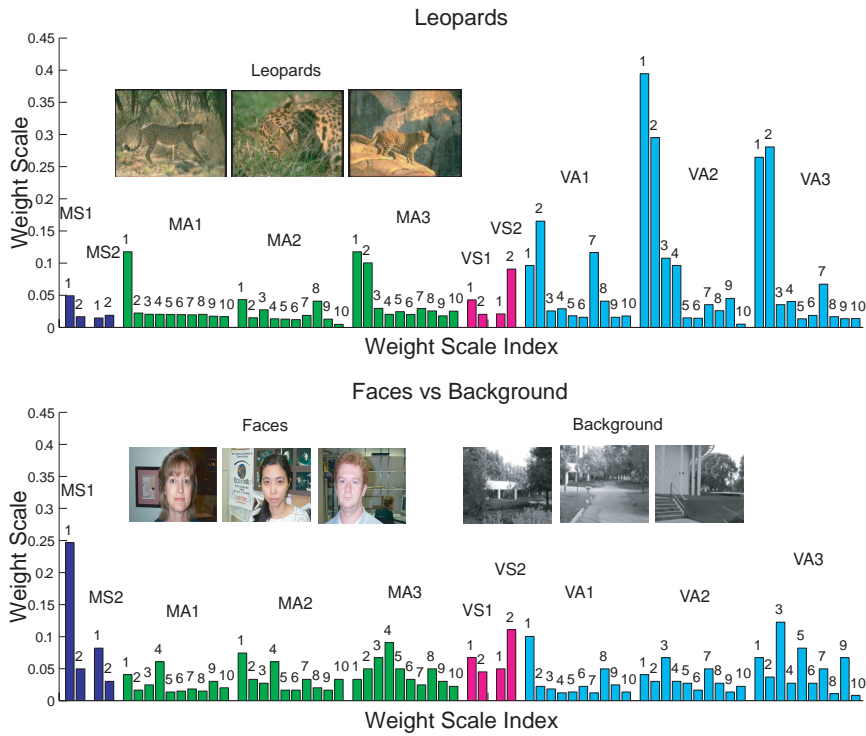 Leopards
0.45
0.4
0.35
0.3
0.25
0.2
0.15
0.1
0.05
0
Weight Scale
Leopards
MS1
MS2
MA1
MA2
MA3
VS1
VS2
VA1
VA2
VA3
1 2 1 2
1 2 3 4 5 6 7 8 9 10
1 2 3 4 5 6 7 8 9 10
1 2 3 4 5 6 7 8 9 10
1 2 1 2
1 2 3 4 5 6 7 8 9 10
1 2 3 4 5 6 7 8 9 10
1 2 3 4 5 6 7 8 9 10
Weight Scale Index
Faces vs Background
0.45
0.4
0.35
0.3
0.25
0.2
0.15
0.1
0.05
0
Weight Scale
Faces
Background
MS1
MS2
MA1
MA2
MA3
VS1
VS2
VA1
VA2
VA3
1 2 1 2
1 2 3 4 5 6 7 8 9 10
1 2 3 4 5 6 7 8 9 10
1 2 3 4 5 6 7 8 9 10
1 2 1 2
1 2 3 4 5 6 7 8 9 10
1 2 3 4 5 6 7 8 9 10
1 2 3 4 5 6 7 8 9 10
Weight Scale Index